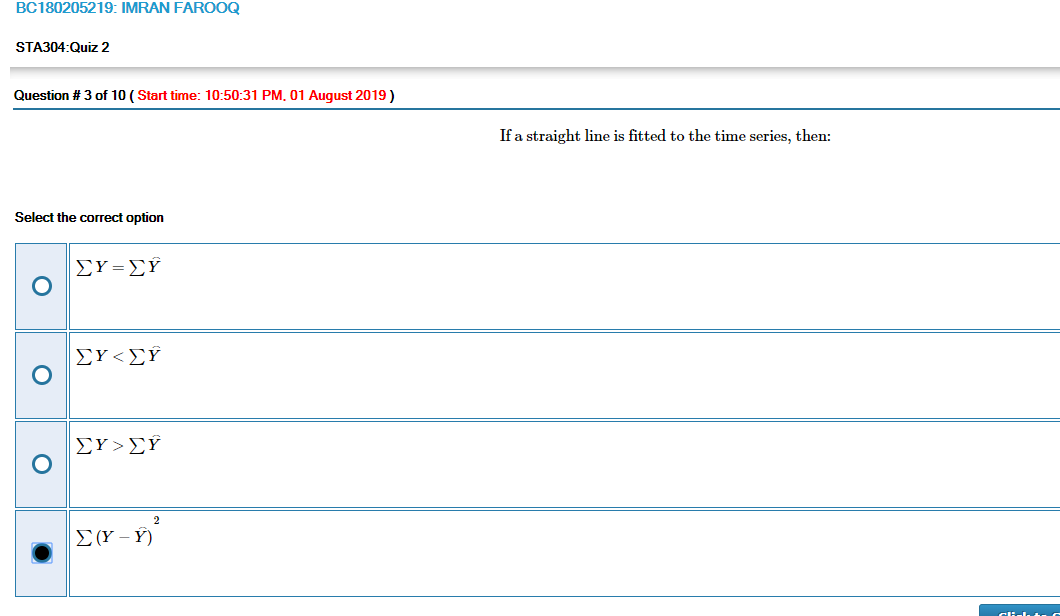 BC180205219: IMRAN FAROOQ
STA304:Quiz 2
Question # 3 of 10 ( Start time: 10:50:31 PM, 01 August 2019 )
If a straight line is fitted to the time series, then:
Select the correct option
∑Y = ∑Ŷ
∑Y < ∑Ŷ
∑Y > ∑Ŷ
∑(Y − Ŷ)²